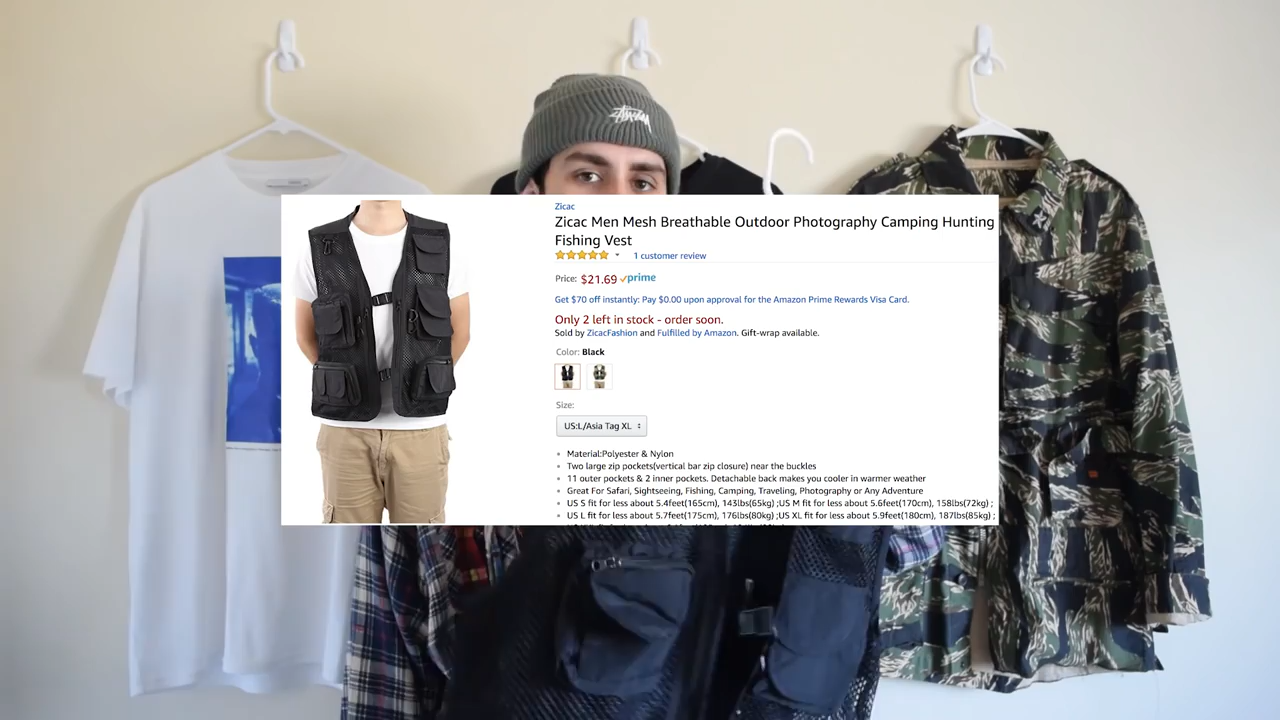 Stüssy
Zicac
Zicac Men Mesh Breathable Outdoor Photography Camping Hunting
Fishing Vest
1 customer review
Price: $21.69 prime
Get $70 off instantly: Pay $0.00 upon approval for the Amazon Prime Rewards Visa Card.
Only 2 left in stock - order soon.
Sold by ZicacFashion and Fulfilled by Amazon. Gift-wrap available.
Color: Black
Size:
US:L/Asia Tag XL
Material:Polyester & Nylon
Two large zip pockets(vertical bar zip closure) near the buckles
11 outer pockets & 2 inner pockets. Detachable back makes you cooler in warmer weather
Great For Safari, Sightseeing, Fishing, Camping, Traveling, Photography or Any Adventure
US S fit for less about 5.4feet(165cm), 143lbs(65kg) ;US M fit for less about 5.6feet(170cm), 158lbs(72kg) ;
US L fit for less about 5.7feet(175cm), 176lbs(80kg) ;US XL fit for less about 5.9feet(180cm), 187lbs(85kg) ;